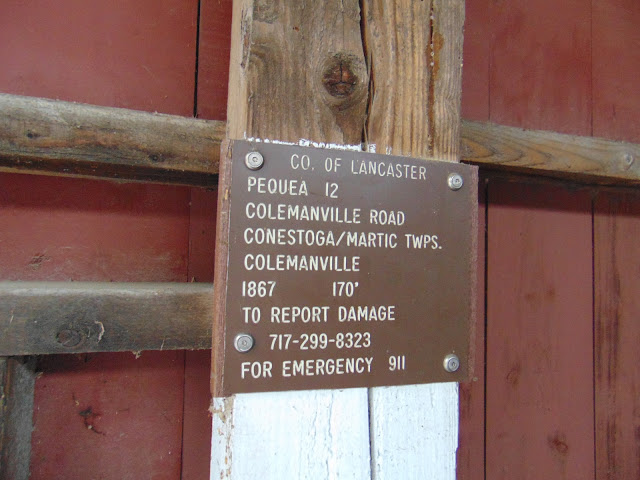 CO. OF LANCASTER
PEQUEA 12
COLEMANVILLE ROAD
CONESTOGA/MARTIC TWPS.
COLEMANVILLE
1867 170'
TO REPORT DAMAGE
717-299-8323
FOR EMERGENCY 911